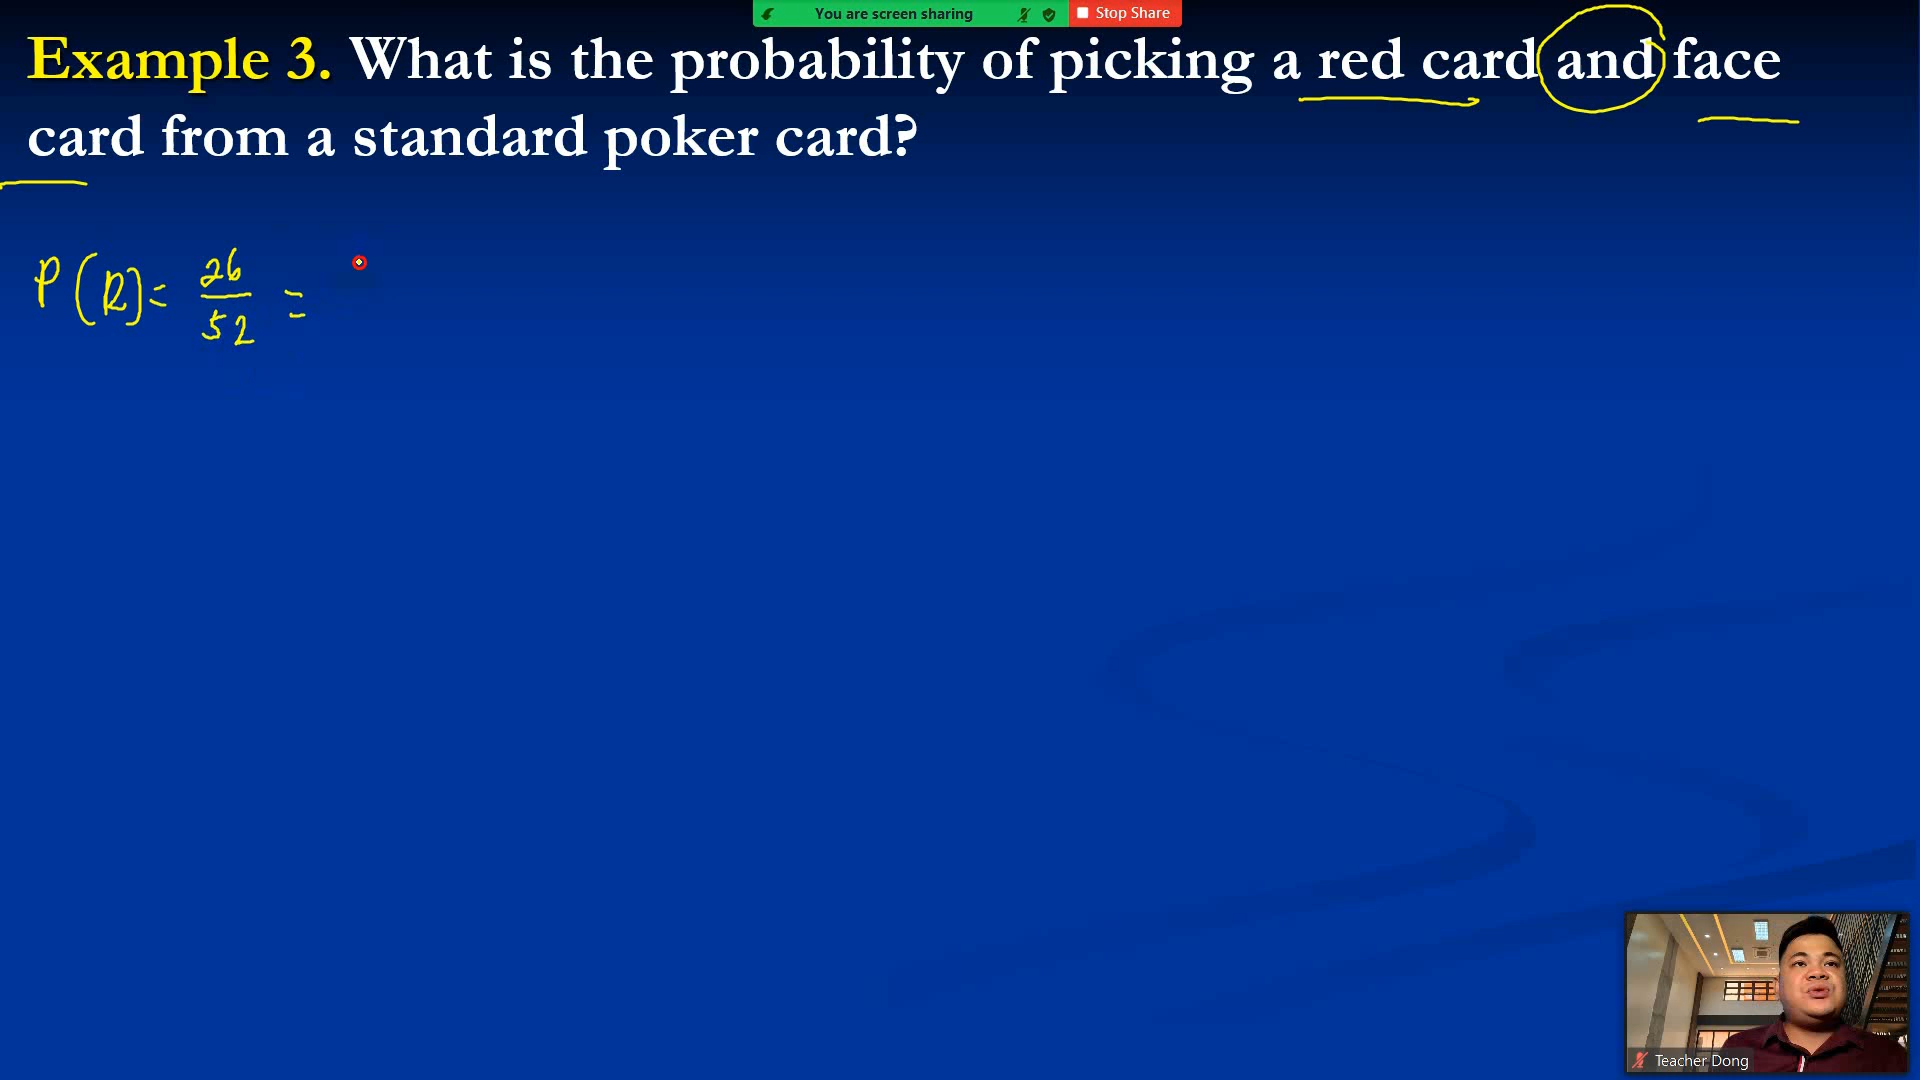 You are screen sharing
Stop Share
Example 3. What is the probability of picking a red card and face
card from a standard poker card?
P(R) = 26/52 =
Teacher Dong